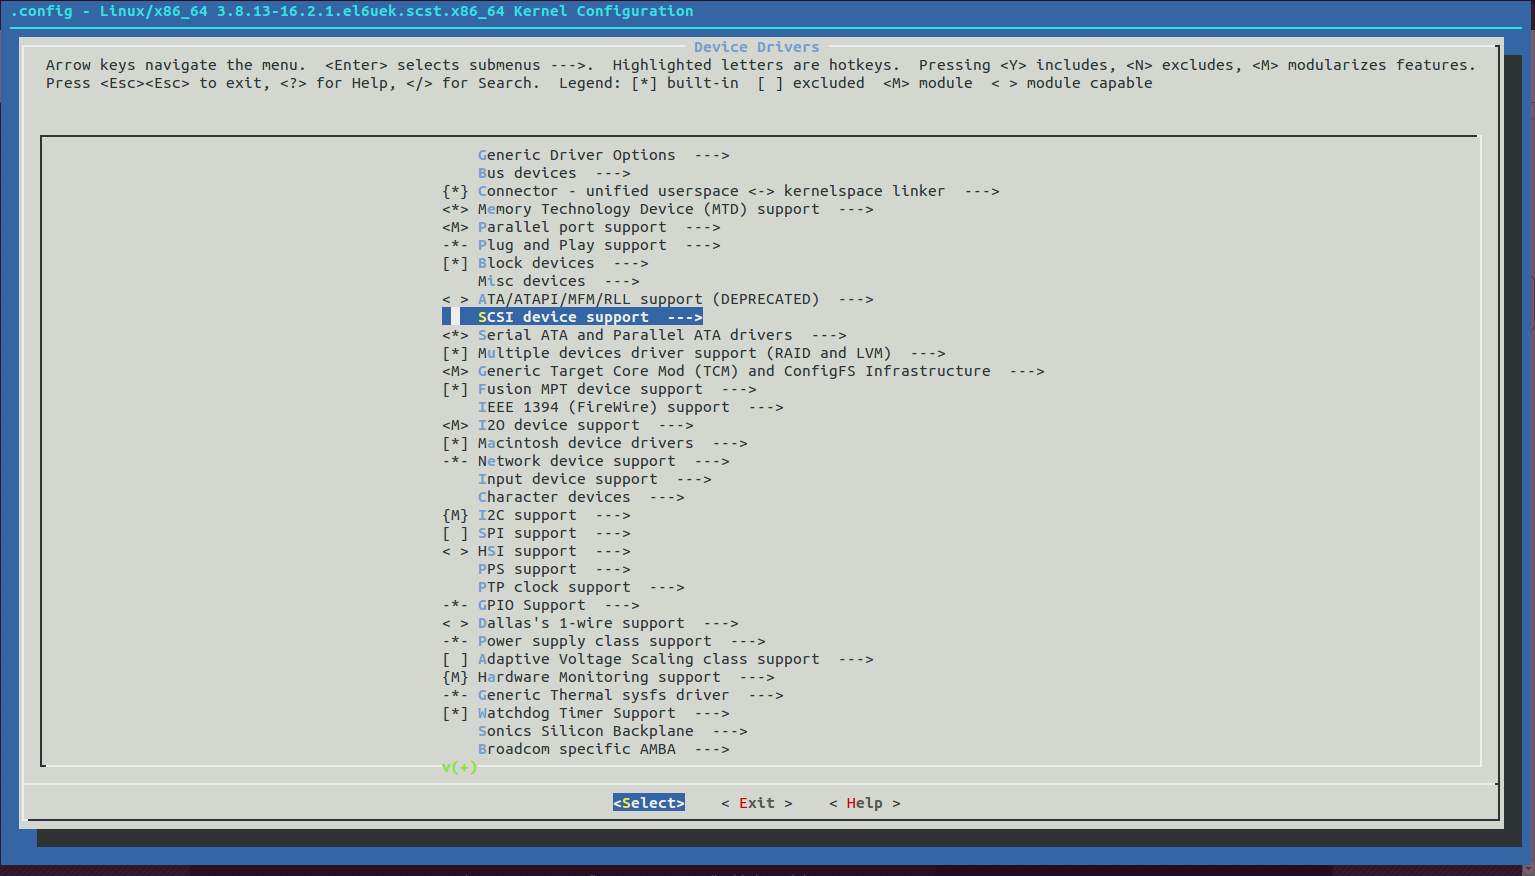 .config - Linux/x86_64 3.8.13-16.2.1.el6uek.scst.x86_64 Kernel Configuration
Device Drivers
Arrow keys navigate the menu.  <Enter> selects submenus --->.  Highlighted letters are hotkeys.  Pressing <Y> includes, <N> excludes, <M> modularizes features.
Press <Esc><Esc> to exit, <?> for Help, </> for Search.  Legend: [*] built-in  [ ] excluded  <M> module  < > module capable
Generic Driver Options  --->
Bus devices  --->
{*} Connector - unified userspace <-> kernelspace linker  --->
<*> Memory Technology Device (MTD) support  --->
<M> Parallel port support  --->
-*- Plug and Play support  --->
[*] Block devices  --->
Misc devices  --->
< > ATA/ATAPI/MFM/RLL support (DEPRECATED)  --->
SCSI device support  --->
<*> Serial ATA and Parallel ATA drivers  --->
[*] Multiple devices driver support (RAID and LVM)  --->
<M> Generic Target Core Mod (TCM) and ConfigFS Infrastructure  --->
[*] Fusion MPT device support  --->
IEEE 1394 (FireWire) support  --->
<M> I2O device support  --->
[*] Macintosh device drivers  --->
-*- Network device support  --->
Input device support  --->
Character devices  --->
{M} I2C support  --->
[ ] SPI support  --->
< > HSI support  --->
PPS support  --->
PTP clock support  --->
-*- GPIO Support  --->
< > Dallas's 1-wire support  --->
-*- Power supply class support  --->
[ ] Adaptive Voltage Scaling class support  --->
{M} Hardware Monitoring support  --->
-*- Generic Thermal sysfs driver  --->
[*] Watchdog Timer Support  --->
Sonics Silicon Backplane  --->
Broadcom specific AMBA  --->
v(+)
<Select>    < Exit >    < Help >